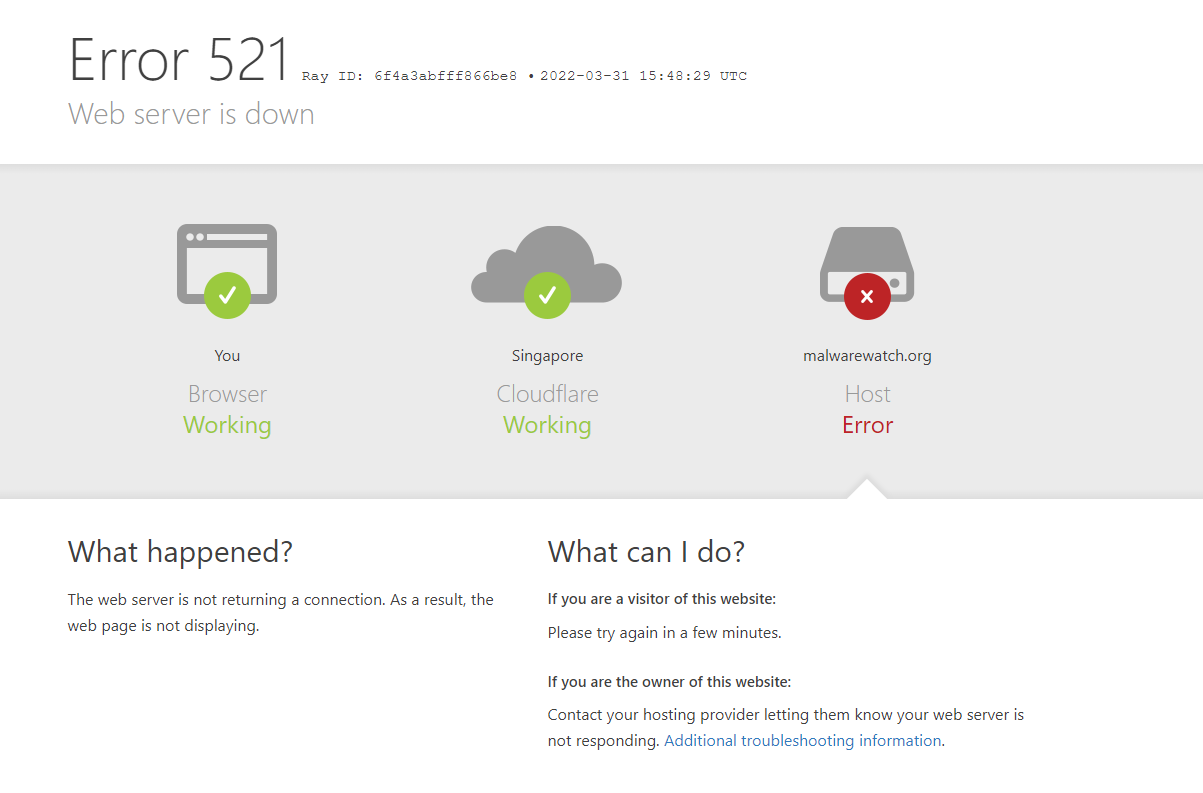 Error 521 Ray ID: 6f4a3abfff866be8 • 2022-03-31 15:48:29 UTC
Web server is down
You
Browser
Working
Singapore
Cloudflare
Working
malwarewatch.org
Host
Error
What happened?
The web server is not returning a connection. As a result, the
web page is not displaying.
What can I do?
If you are a visitor of this website:
Please try again in a few minutes.
If you are the owner of this website:
Contact your hosting provider letting them know your web server is
not responding. Additional troubleshooting information.